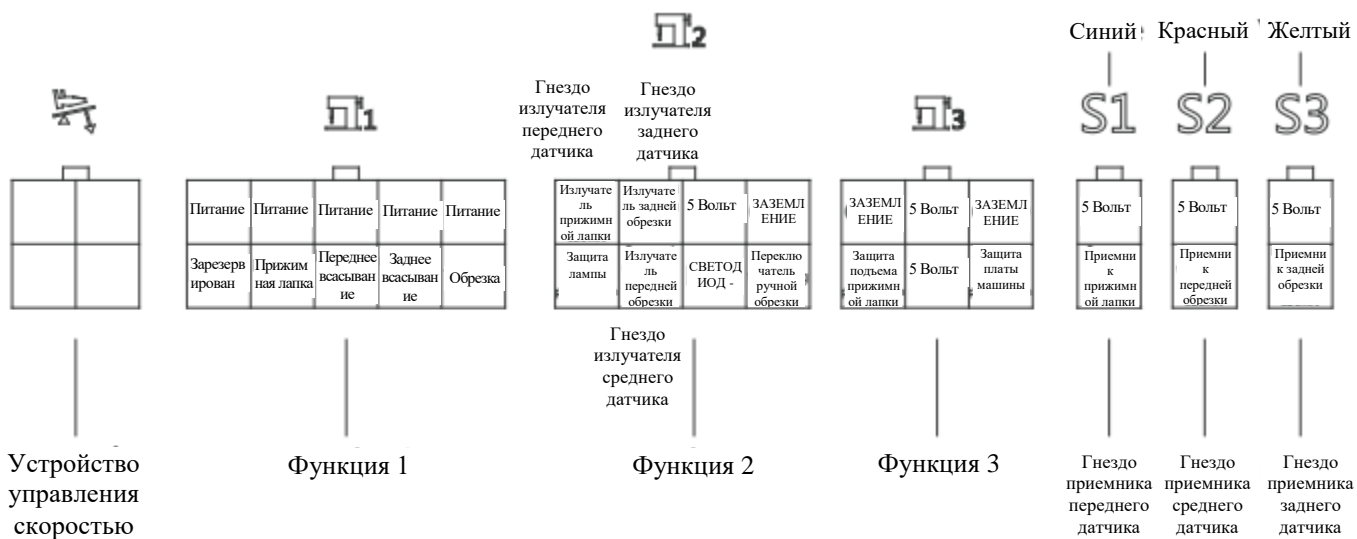 2
Синий
Красный
Желтый
Гнездо
излучателя
переднего
датчика
Гнездо
излучателя
заднего
датчика
1
3
S1
S2
S3
Питание
Питание
Питание
Питание
Питание
Зарезерв
ирован
Прижим
ная лапка
Переднее
всасыван
ие
Заднее
всасыван
ие
Обрезка
Излучате
ль
прижимн
ой лапки
Излучате
ль задней
обрезки
5 Вольт
ЗАЗЕМЛ
ЕНИЕ
Защита
лампы
Излучате
ль
передней
обрезки
СВЕТОД
ИОД -
Переклю
чатель
ручной
обрезки
ЗАЗЕМЛ
ЕНИЕ
5 Вольт
ЗАЗЕМЛ
ЕНИЕ
Защита
подъема
прижимн
ой лапки
5 Вольт
Защита
платы
машины
5 Вольт
Приемни
к
прижимн
ой лапки
5 Вольт
Приемни
к
передней
обрезки
5 Вольт
Приемни
к задней
обрезки
Гнездо
излучателя
среднего
датчика
Устройство
управления
скоростью
Функция 1
Функция 2
Функция 3
Гнездо
приемника
переднего
датчика
Гнездо
приемника
среднего
датчика
Гнездо
приемника
заднего
датчика